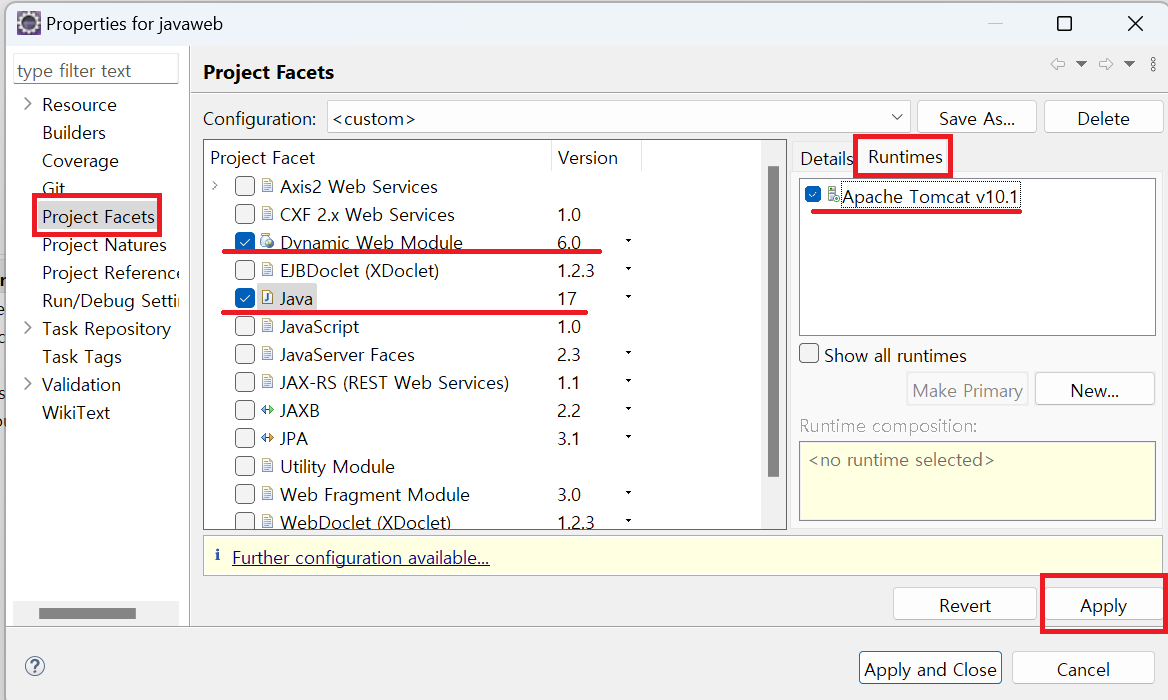 Properties for javaweb
type filter text
Resource
Builders
Coverage
Git
Project Facets
Project Natures
Project Reference
Run/Debug Setti
Task Repository
Task Tags
Validation
WikiText
Project Facets
Configuration: <custom> Save As... Delete
Project Facet Version
Axis2 Web Services
CXF 2.x Web Services 1.0
Dynamic Web Module 6.0
EJBDoclet (XDoclet) 1.2.3
Java 17
JavaScript 1.0
JavaServer Faces 2.3
JAX-RS (REST Web Services) 1.1
JAXB 2.2
JPA 3.1
Utility Module
Web Fragment Module 3.0
WebDoclet (XDoclet) 1.2.3
Details Runtimes
Apache Tomcat v10.1
Show all runtimes
Make Primary New...
Runtime composition:
<no runtime selected>
Further configuration available...
Revert Apply
Apply and Close Cancel